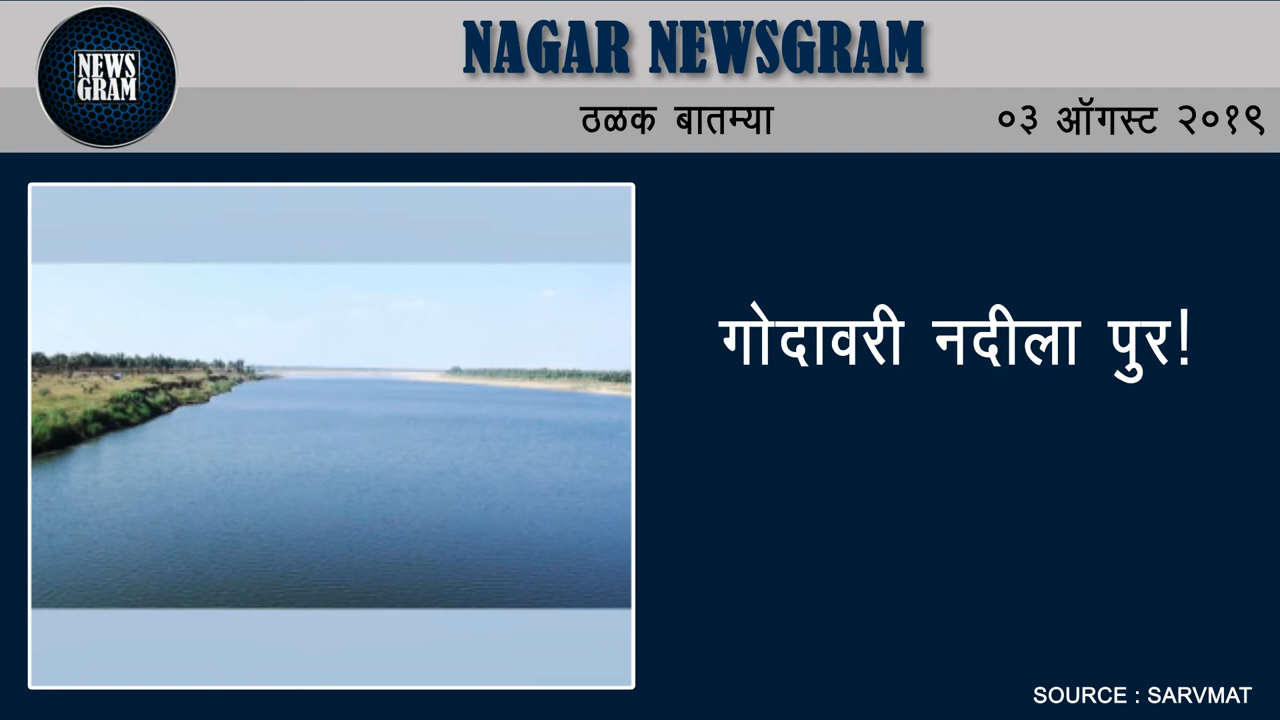 NEWS
GRAM
NAGAR NEWSGRAM
ठळक बातम्या
०३ ऑगस्ट २०१९
गोदावरी नदीला पुर!
SOURCE : SARVMAT